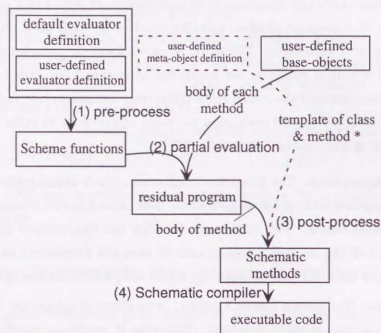 default evaluator
definition
user-defined
evaluator definition
user-defined
meta-object definition
user-defined
base-objects
(1) pre-process
body of each
method
template of class
& method *
Scheme functions
(2) partial evaluation
residual program
body of method
(3) post-process
Schematic
methods
(4) Schematic compiler
executable code